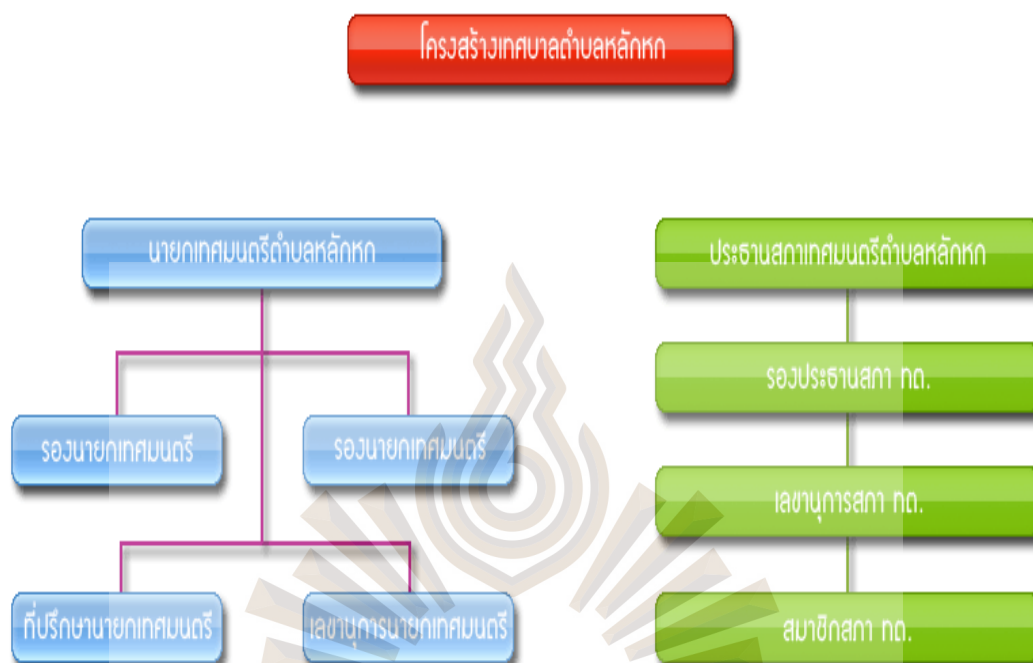 โครงสร้างเทศบาลตำบลหลักหก
นายกเทศมนตรีตำบลหลักหก
ประธานสภาเทศมนตรีตำบลหลักหก
รองประธานสภา ทต.
รองนายกเทศมนตรี
รองนายกเทศมนตรี
เลขานุการสภา ทต.
ที่ปรึกษานายกเทศมนตรี
เลขานุการนายกเทศมนตรี
สมาชิกสภา ทต.